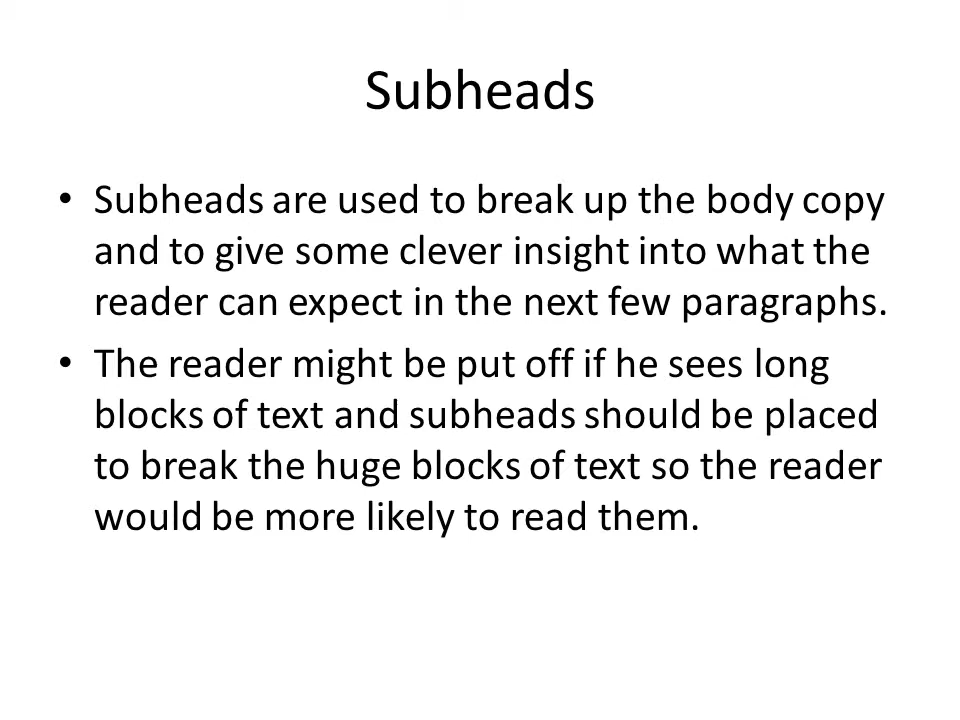 Subheads
• Subheads are used to break up the body copy
and to give some clever insight into what the
reader can expect in the next few paragraphs.
• The reader might be put off if he sees long
blocks of text and subheads should be placed
to break the huge blocks of text so the reader
would be more likely to read them.